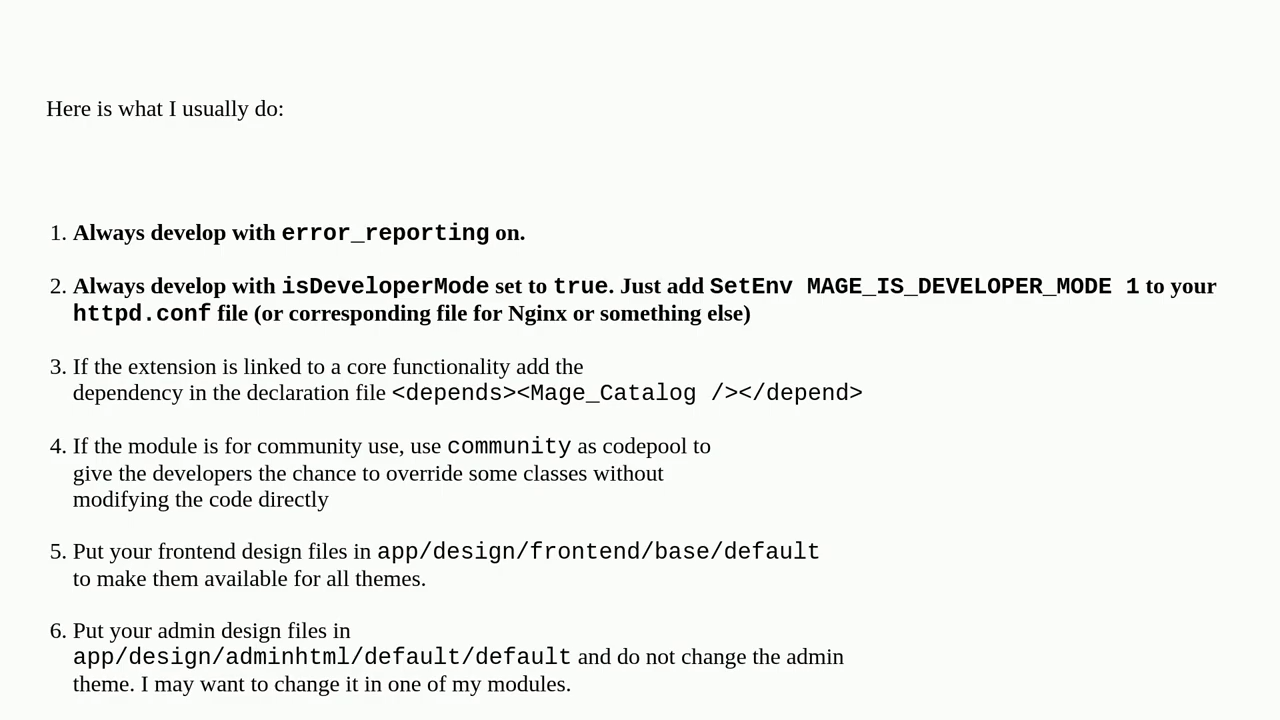 Here is what I usually do:
1. Always develop with error_reporting on.
2. Always develop with isDeveloperMode set to true. Just add SetEnv MAGE_IS_DEVELOPER_MODE 1 to your
httpd.conf file (or corresponding file for Nginx or something else)
3. If the extension is linked to a core functionality add the
dependency in the declaration file <depends><Mage_Catalog /></depend>
4. If the module is for community use, use community as codepool to
give the developers the chance to override some classes without
modifying the code directly
5. Put your frontend design files in app/design/frontend/base/default
to make them available for all themes.
6. Put your admin design files in
app/design/adminhtml/default/default and do not change the admin
theme. I may want to change it in one of my modules.